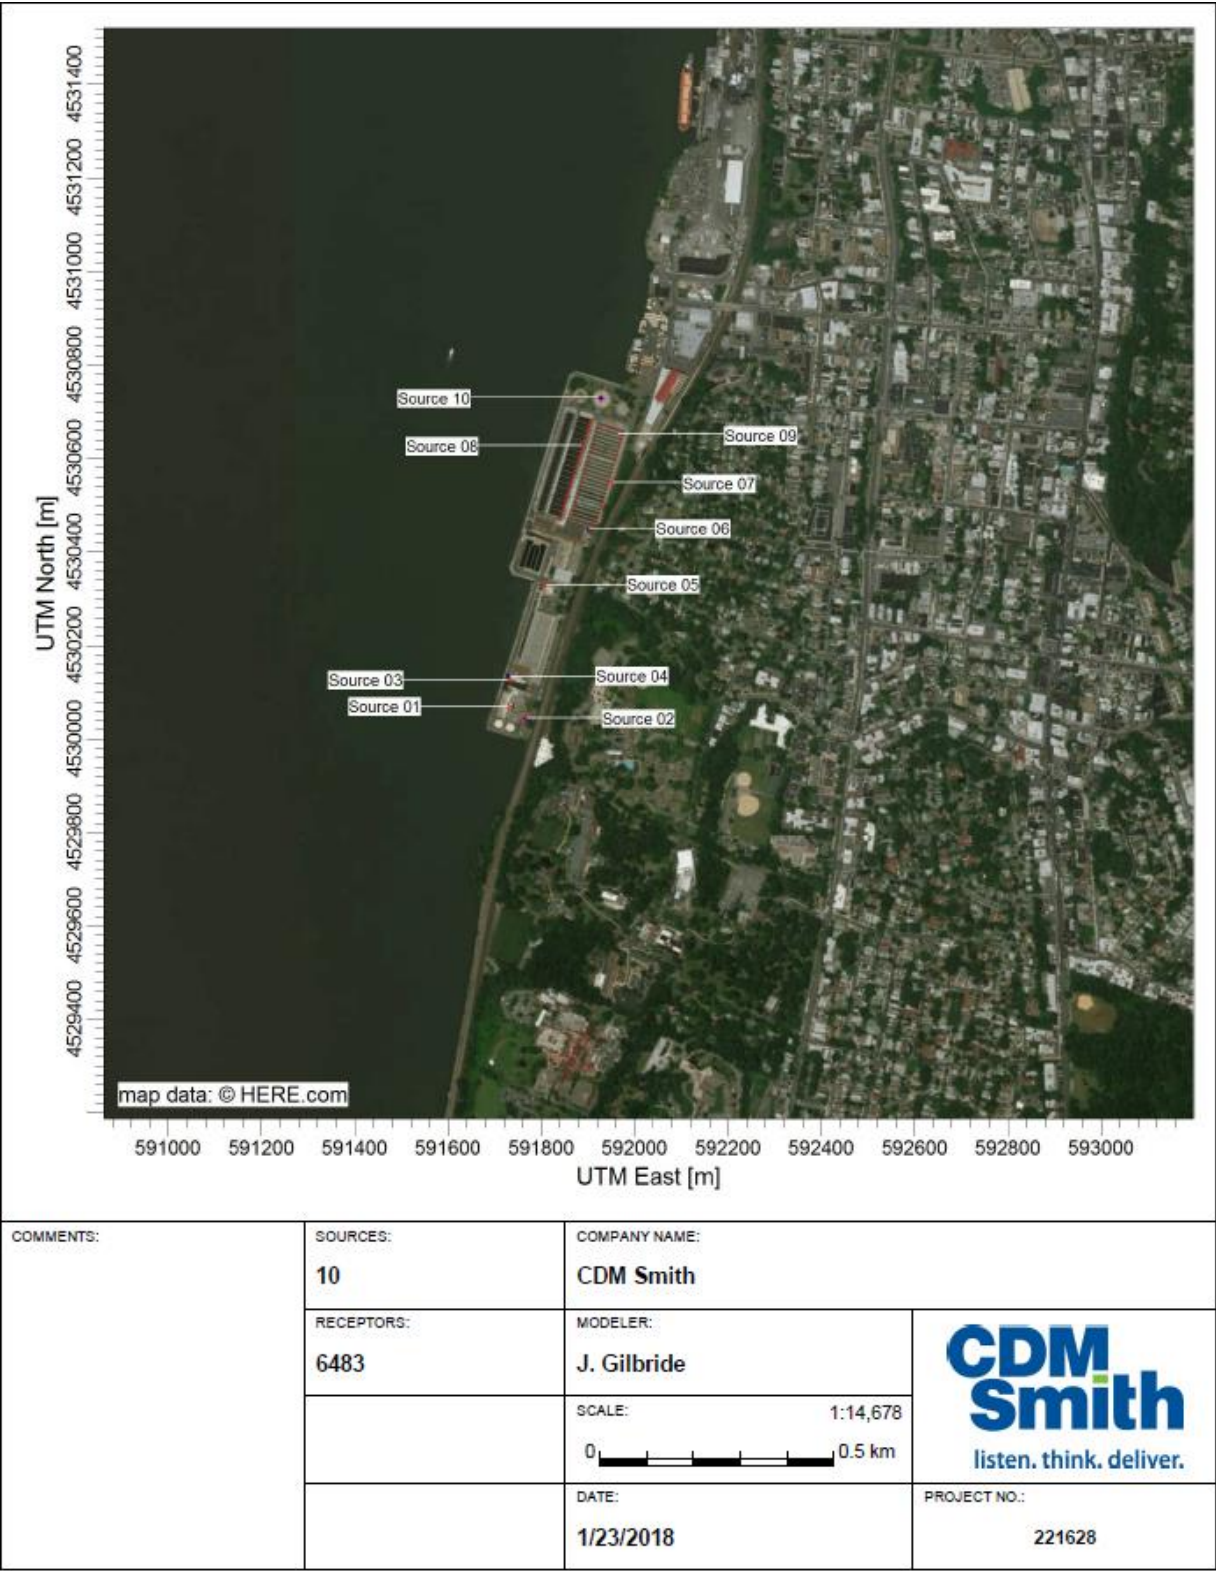 4531400
4531200
4531000
4530800
4530600
4530400
4530200
4530000
4529800
4529600
4529400
UTM North [m]
Source 10
Source 09
Source 08
Source 07
Source 06
Source 05
Source 03
Source 04
Source 01
Source 02
map data: © HERE.com
591000 591200 591400 591600 591800 592000 592200 592400 592600 592800 593000
UTM East [m]
COMMENTS:
SOURCES:
10
COMPANY NAME:
CDM Smith
RECEPTORS:
6483
MODELER:
J. Gilbride
SCALE: 1:14,678
0 0.5 km
CDM
Smith
listen. think. deliver.
DATE:
1/23/2018
PROJECT NO.:
221628